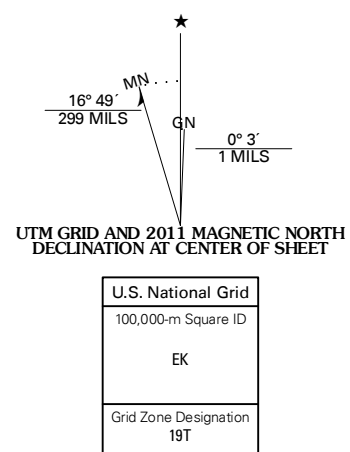 MN
16° 49´
299 MILS
GN
0° 3´
1 MILS
UTM GRID AND 2011 MAGNETIC NORTH
DECLINATION AT CENTER OF SHEET
U.S. National Grid
100,000-m Square ID
EK
Grid Zone Designation
19T